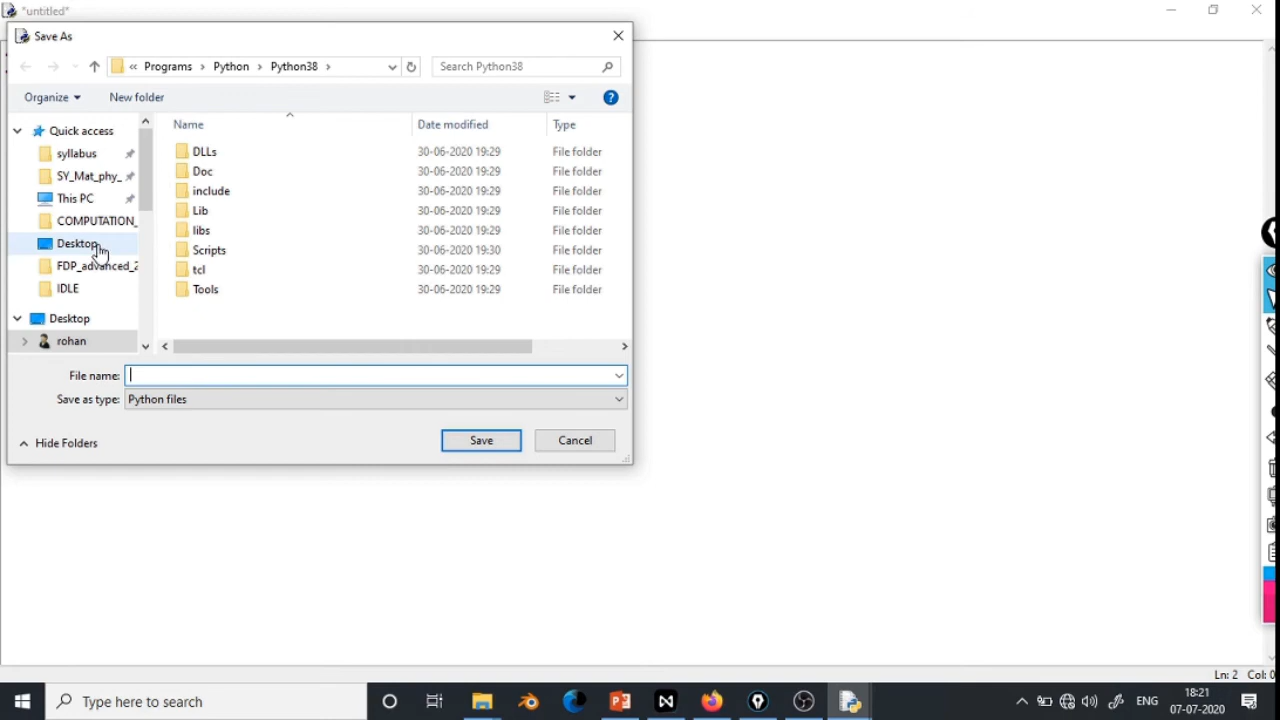 *untitled*
Save As
« Programs > Python > Python38 >
Search Python38
Organize
New folder
Name
Date modified
Type
Quick access
syllabus
SY_Mat_phy_
This PC
COMPUTATION_
Desktop
FDP_advanced_2
IDLE
Desktop
rohan
DLLs 30-06-2020 19:29 File folder
Doc 30-06-2020 19:29 File folder
include 30-06-2020 19:29 File folder
Lib 30-06-2020 19:29 File folder
libs 30-06-2020 19:29 File folder
Scripts 30-06-2020 19:30 File folder
tcl 30-06-2020 19:29 File folder
Tools 30-06-2020 19:29 File folder
File name:
Save as type: Python files
Hide Folders
Save
Cancel
Ln: 2 Col: 0
Type here to search
ENG
18:21
07-07-2020